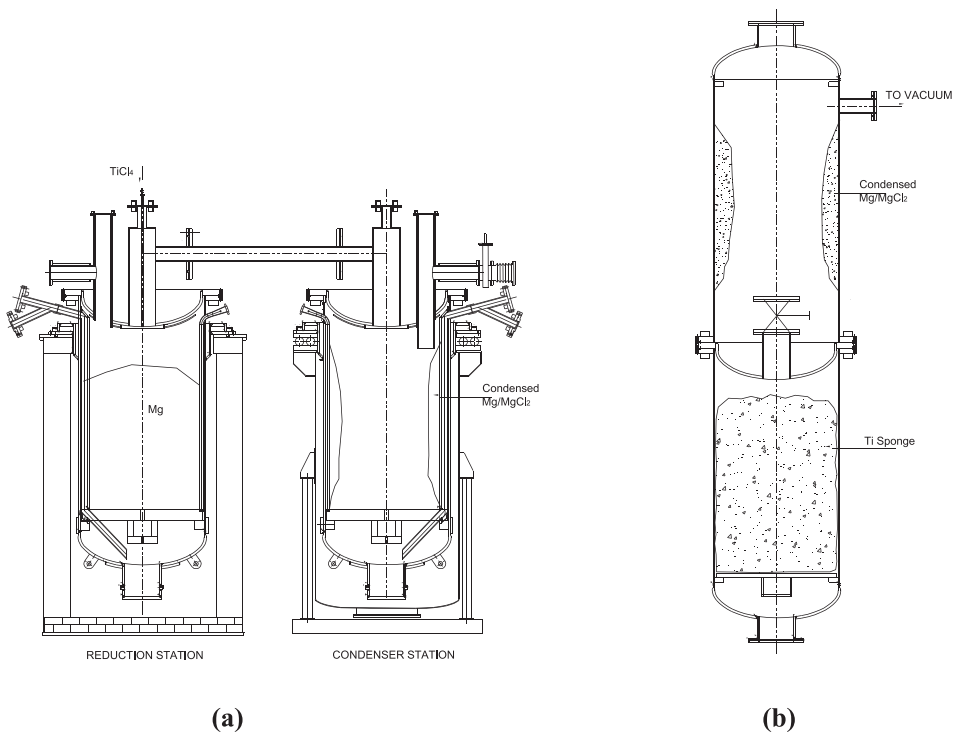 TiCl4
Mg
Condensed
Mg/MgCl2
REDUCTION STATION
CONDENSER STATION
(a)
TO VACUUM
Condensed
Mg/MgCl2
Ti Sponge
(b)